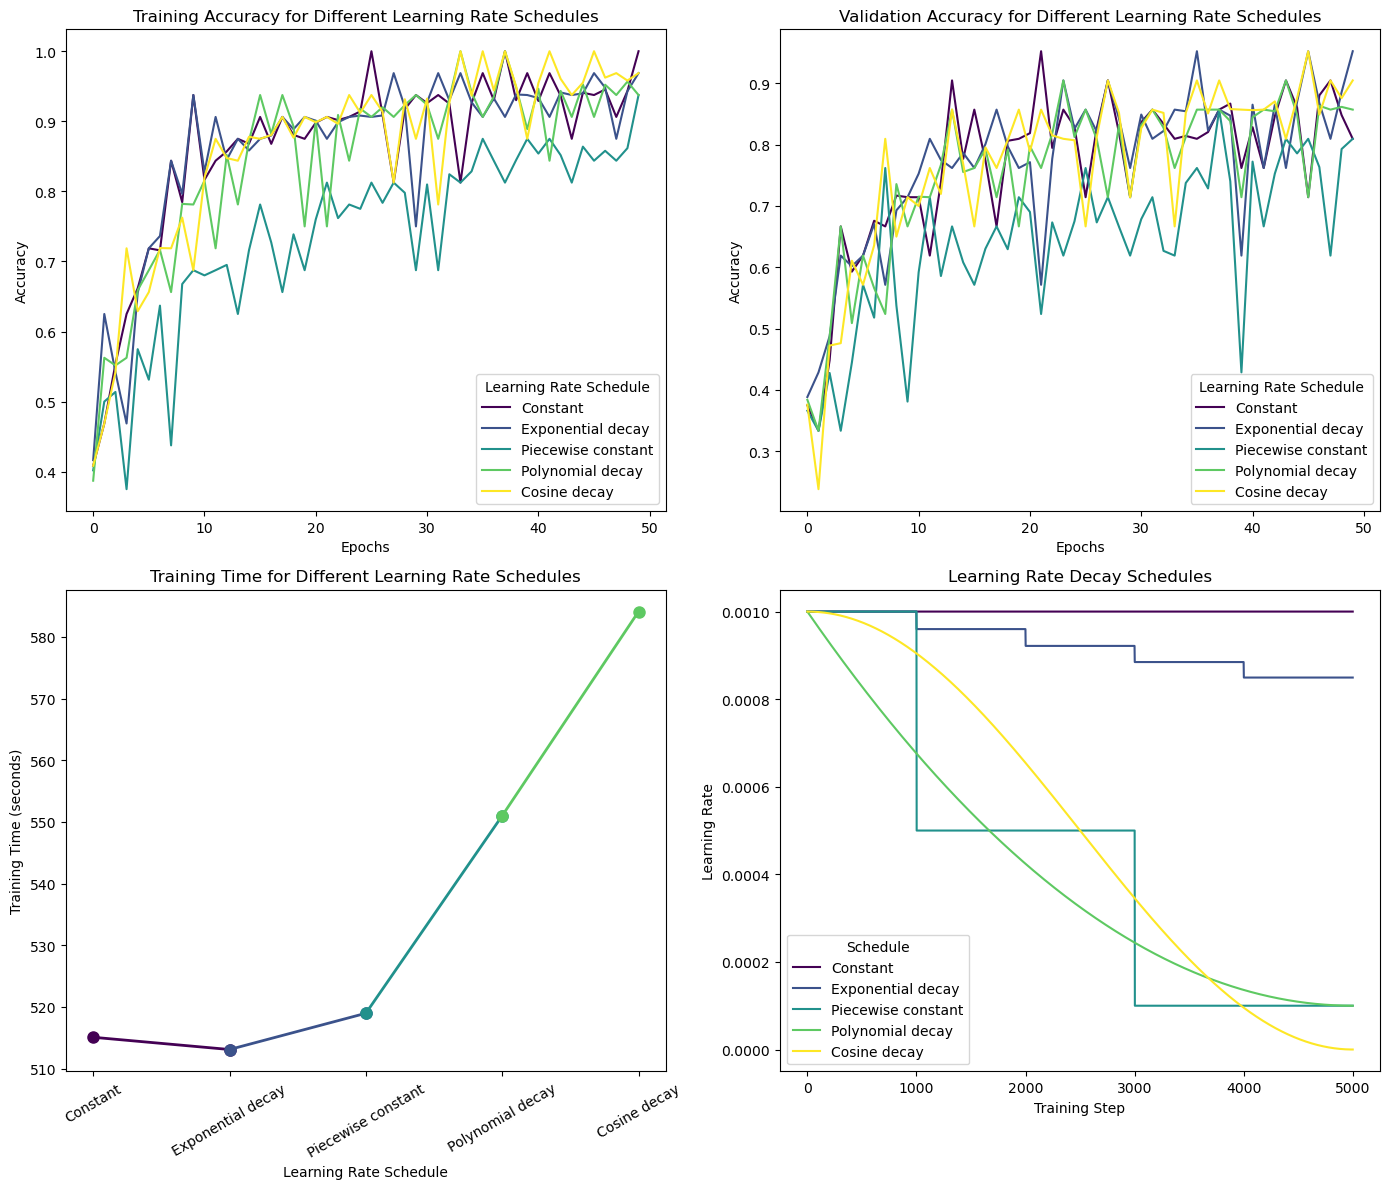 Training Accuracy for Different Learning Rate Schedules
Accuracy
1.0
0.9
0.8
0.7
0.6
0.5
0.4
0
10
20
30
40
50
Epochs
Learning Rate Schedule
Constant
Exponential decay
Piecewise constant
Polynomial decay
Cosine decay
Validation Accuracy for Different Learning Rate Schedules
Accuracy
0.9
0.8
0.7
0.6
0.5
0.4
0.3
0
10
20
30
40
50
Epochs
Learning Rate Schedule
Constant
Exponential decay
Piecewise constant
Polynomial decay
Cosine decay
Training Time for Different Learning Rate Schedules
Training Time (seconds)
580
570
560
550
540
530
520
510
Constant
Exponential decay
Piecewise constant
Polynomial decay
Cosine decay
Learning Rate Schedule
Learning Rate Decay Schedules
Learning Rate
0.0010
0.0008
0.0006
0.0004
0.0002
0.0000
0
1000
2000
3000
4000
5000
Training Step
Schedule
Constant
Exponential decay
Piecewise constant
Polynomial decay
Cosine decay